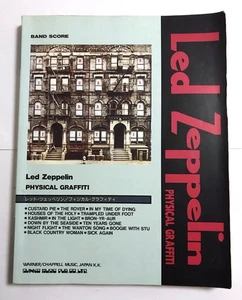 BAND SCORE
Led Zeppelin
PHYSICAL GRAFFITI
レッド・ツェッペリン/フィジカル・グラフィティ
● CUSTARD PIE ● THE ROVER ● IN MY TIME OF DYING
● HOUSES OF THE HOLY ● TRAMPLED UNDER FOOT
● KASHMIR ● IN THE LIGHT ● BRON-YR-AUR
● DOWN BY THE SEASIDE ● TEN YEARS GONE
● NIGHT FLIGHT ● THE WANTON SONG ● BOOGIE WITH STU
● BLACK COUNTRY WOMAN ● SICK AGAIN
WARNER/CHAPPELL MUSIC, JAPAN K.K.
Led Zeppelin
PHYSICAL GRAFFITI